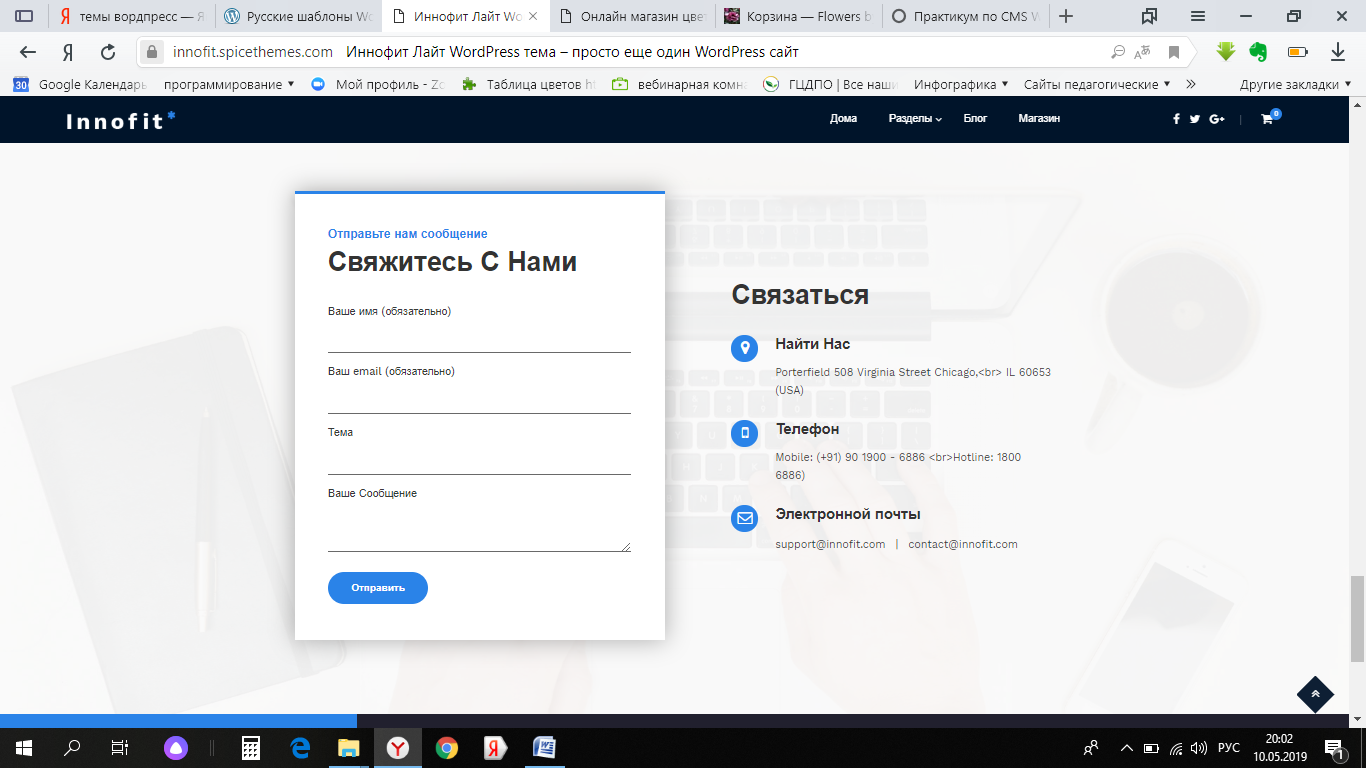 темы вордпресс — Я
Русские шаблоны Wo
Иннофит Лайт Wo
Онлайн магазин цвет
Корзина — Flowers b
Практикум по CMS W
innofit.spicethemes.com Иннофит Лайт WordPress тема – просто еще один WordPress сайт
Google Календарь
программирование
Мой профиль - Zo
Таблица цветов ht
вебинарная комна
ГЦДПО | Все наши
Инфографика
Сайты педагогические
Другие закладки
Innofit*
Дома
Разделы
Блог
Магазин
0
Отправьте нам сообщение
Свяжитесь С Нами
Ваше имя (обязательно)
Ваш email (обязательно)
Тема
Ваше Сообщение
Отправить
Связаться
Найти Нас
Porterfield 508 Virginia Street Chicago,<br> IL 60653
(USA)
Телефон
Mobile: (+91) 90 1900 - 6886 <br>Hotline: 1800
6886)
Электронной почты
support@innofit.com | contact@innofit.com
РУС
20:02
10.05.2019
1